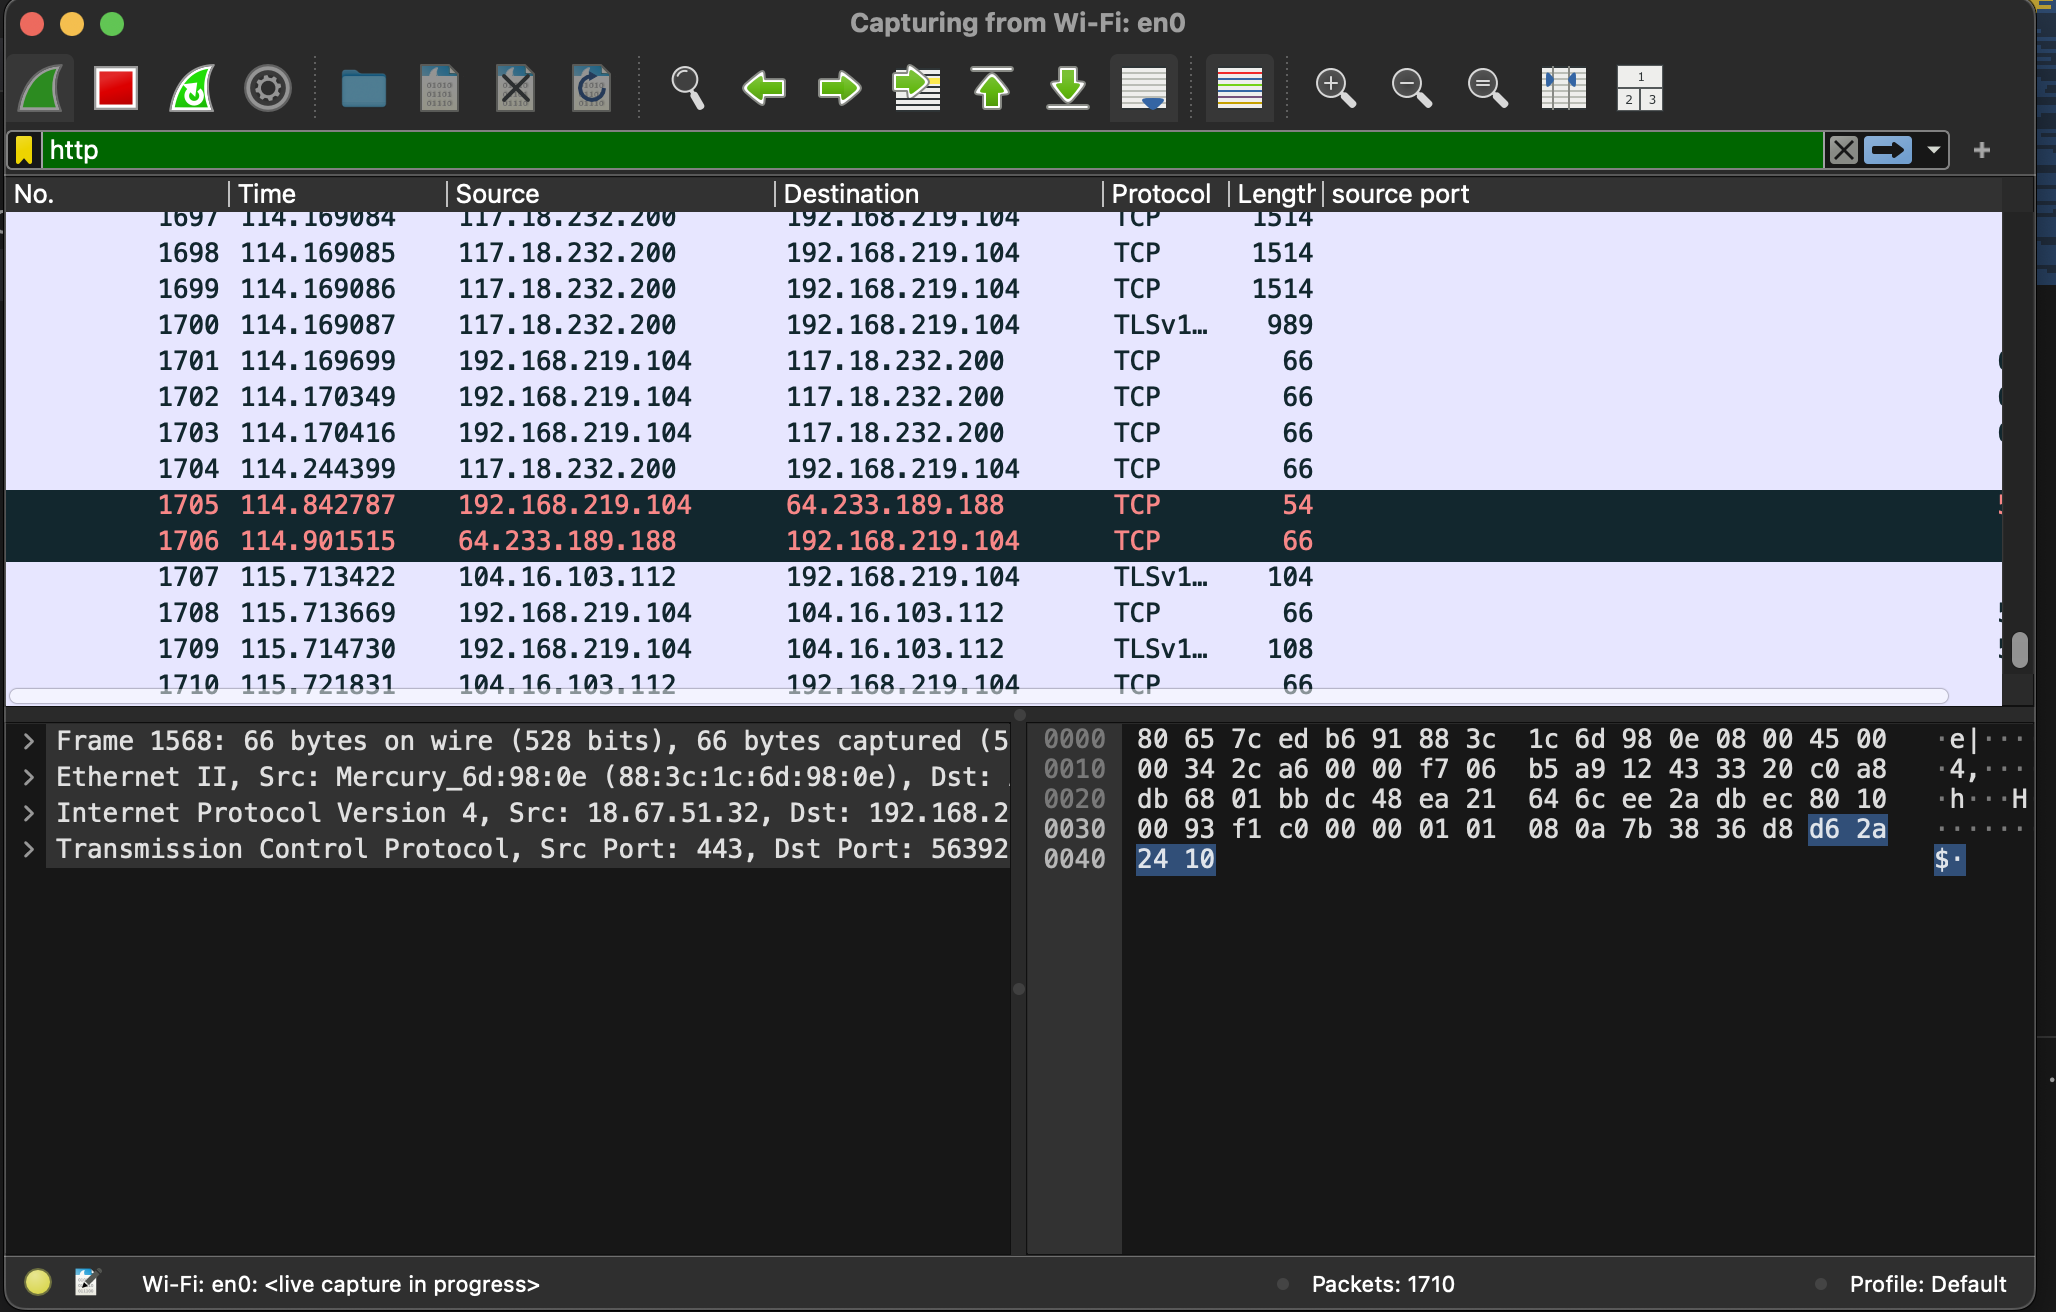 Capturing from Wi-Fi: en0
http
No. Time Source Destination Protocol Length source port
1697 114.169084 117.18.232.200 192.168.219.104 TCP 1514
1698 114.169085 117.18.232.200 192.168.219.104 TCP 1514
1699 114.169086 117.18.232.200 192.168.219.104 TCP 1514
1700 114.169087 117.18.232.200 192.168.219.104 TLSv1… 989
1701 114.169699 192.168.219.104 117.18.232.200 TCP 66
1702 114.170349 192.168.219.104 117.18.232.200 TCP 66
1703 114.170416 192.168.219.104 117.18.232.200 TCP 66
1704 114.244399 117.18.232.200 192.168.219.104 TCP 66
1705 114.842787 192.168.219.104 64.233.189.188 TCP 54
1706 114.901515 64.233.189.188 192.168.219.104 TCP 66
1707 115.713422 104.16.103.112 192.168.219.104 TLSv1… 104
1708 115.713669 192.168.219.104 104.16.103.112 TCP 66
1709 115.714730 192.168.219.104 104.16.103.112 TLSv1… 108
1710 115.721831 104.16.103.112 192.168.219.104 TCP 66
Frame 1568: 66 bytes on wire (528 bits), 66 bytes captured (5
Ethernet II, Src: Mercury_6d:98:0e (88:3c:1c:6d:98:0e), Dst:
Internet Protocol Version 4, Src: 18.67.51.32, Dst: 192.168.2
Transmission Control Protocol, Src Port: 443, Dst Port: 56392
0000 80 65 7c ed b6 91 88 3c 1c 6d 98 0e 08 00 45 00 ·e|···
0010 00 34 2c a6 00 00 f7 06 b5 a9 12 43 33 20 c0 a8 ·4,···
0020 db 68 01 bb dc 48 ea 21 64 6c ee 2a db ec 80 10 ·h···H
0030 00 93 f1 c0 00 00 01 01 08 0a 7b 38 36 d8 d6 2a ······
0040 24 10 $·
Wi-Fi: en0: <live capture in progress> Packets: 1710 Profile: Default